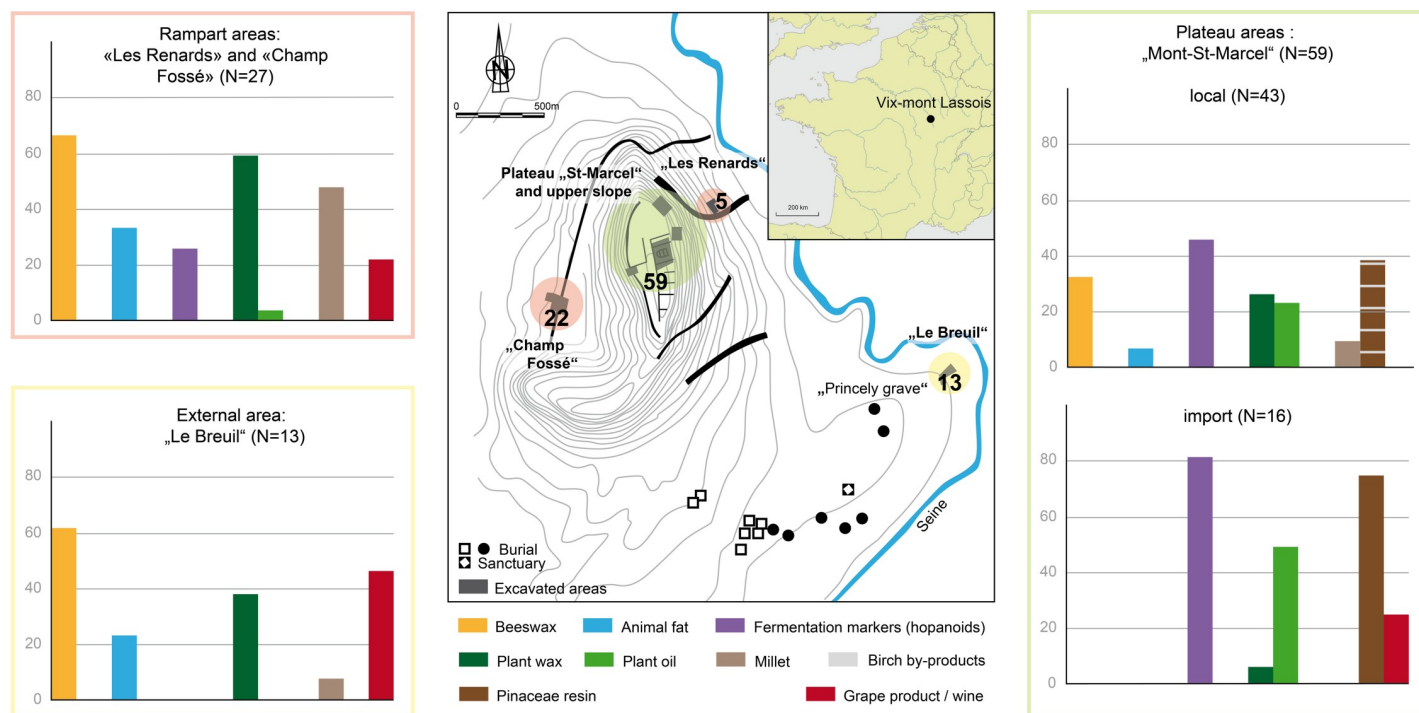 Rampart areas:
«Les Renards» and «Champ
Fossé» (N=27)
80
60
40
20
0
External area:
„Le Breuil“ (N=13)
80
60
40
20
0
N
0
500m
Plateau „St-Marcel“
and upper slope
„Les Renards“
5
59
22
„Champ
Fossé“
„Le Breuil“
13
„Princely grave“
Seine
Burial
Sanctuary
Excavated areas
Vix-mont Lassois
200 km
Beeswax
Animal fat
Fermentation markers (hopanoids)
Plant wax
Plant oil
Millet
Birch by-products
Pinaceae resin
Grape product / wine
Plateau areas :
„Mont-St-Marcel“ (N=59)
local (N=43)
80
60
40
20
0
import (N=16)
80
60
40
20
0